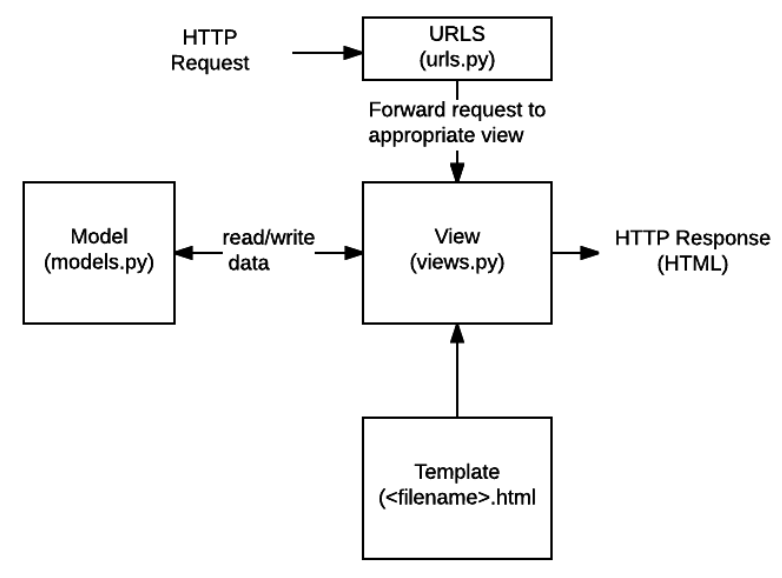 HTTP
Request
URLS
(urls.py)
Forward request to
appropriate view
Model
(models.py)
read/write
data
View
(views.py)
HTTP Response
(HTML)
Template
(<filename>.html